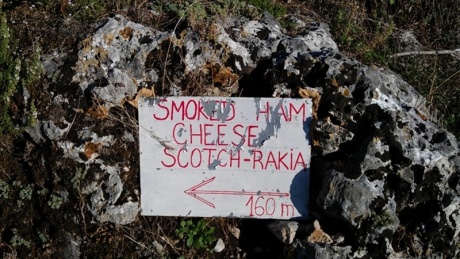 SMOKED HAM
CHEESE
SCOTCH-RAKIA
160 m